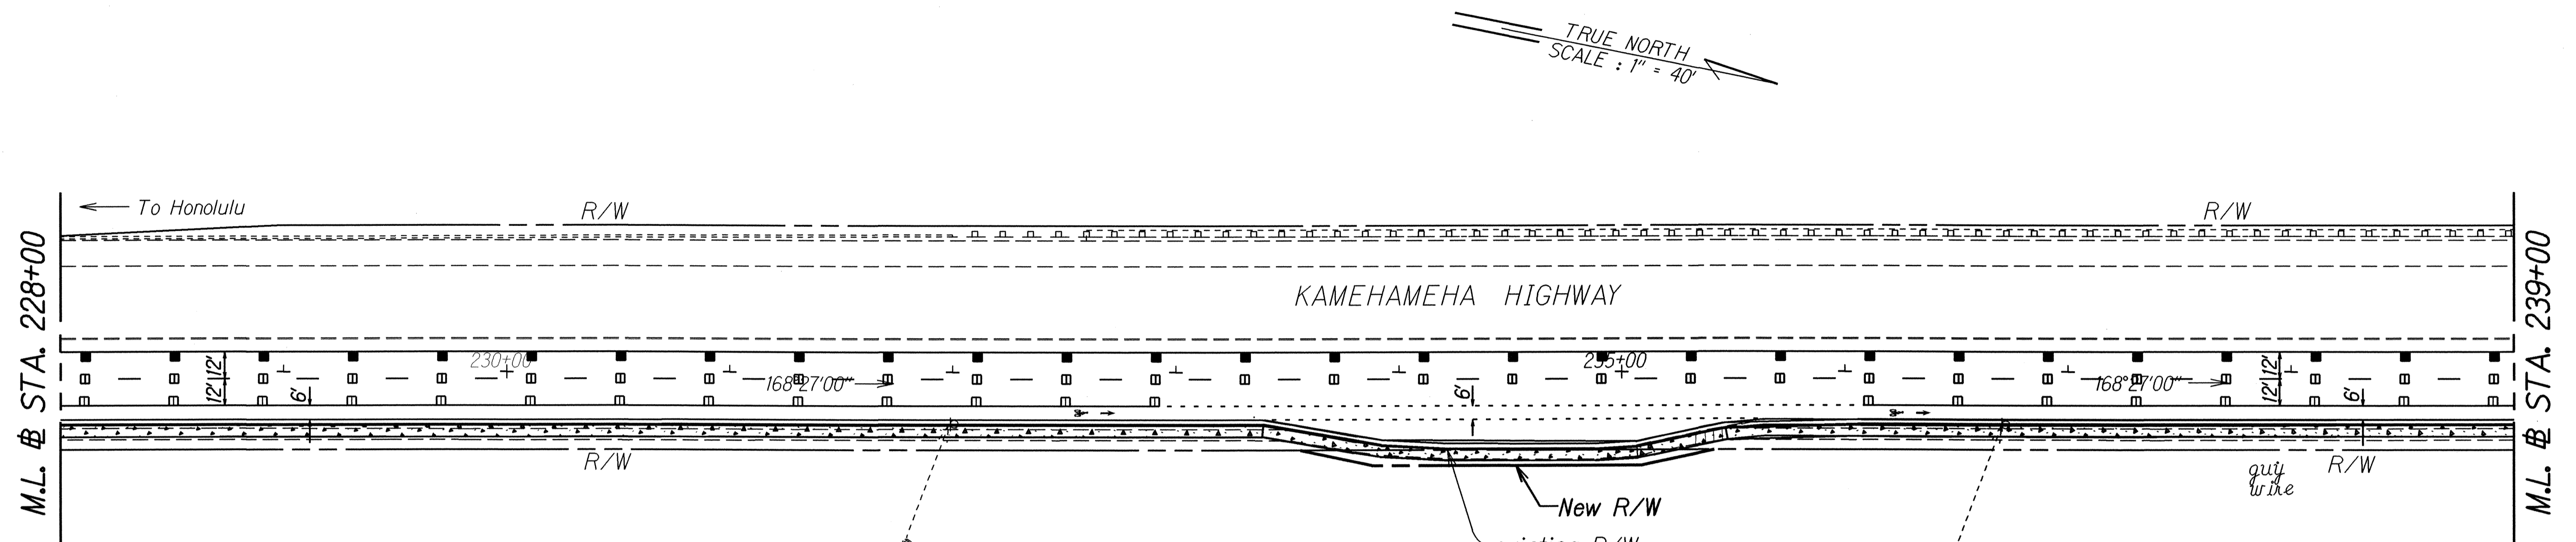 TRUE NORTH
SCALE : 1" = 40'
To Honolulu
R/W
R/W
M.L. ⅊ STA. 228+00
KAMEHAMEHA HIGHWAY
M.L. ⅊ STA. 239+00
12' 12'
6'
230+00
168°27'00"
6'
235+00
168°27'00"
12' 12'
6'
R/W
guy
wire
R/W
New R/W
existing R/W